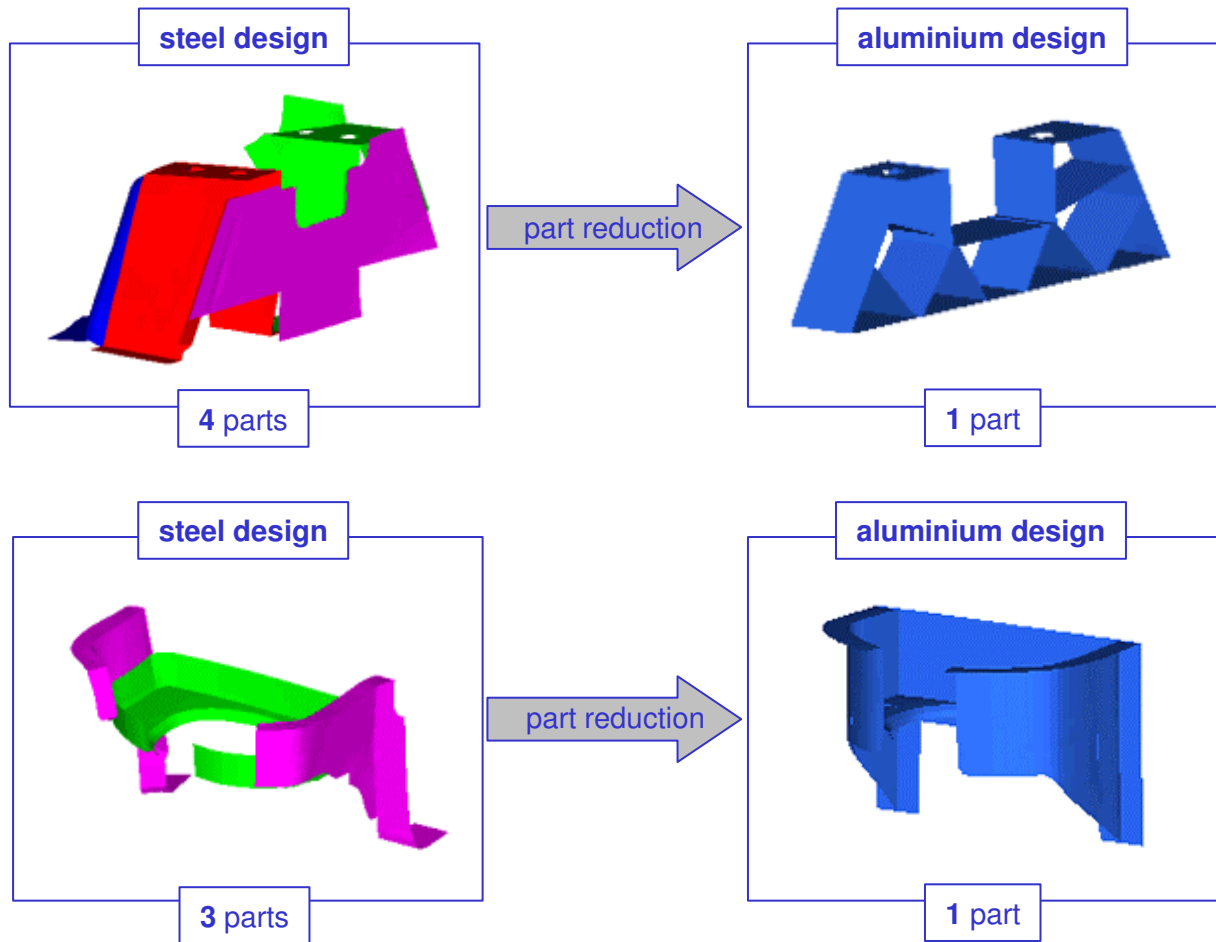 steel design
aluminium design
part reduction
4 parts
1 part
steel design
aluminium design
part reduction
3 parts
1 part